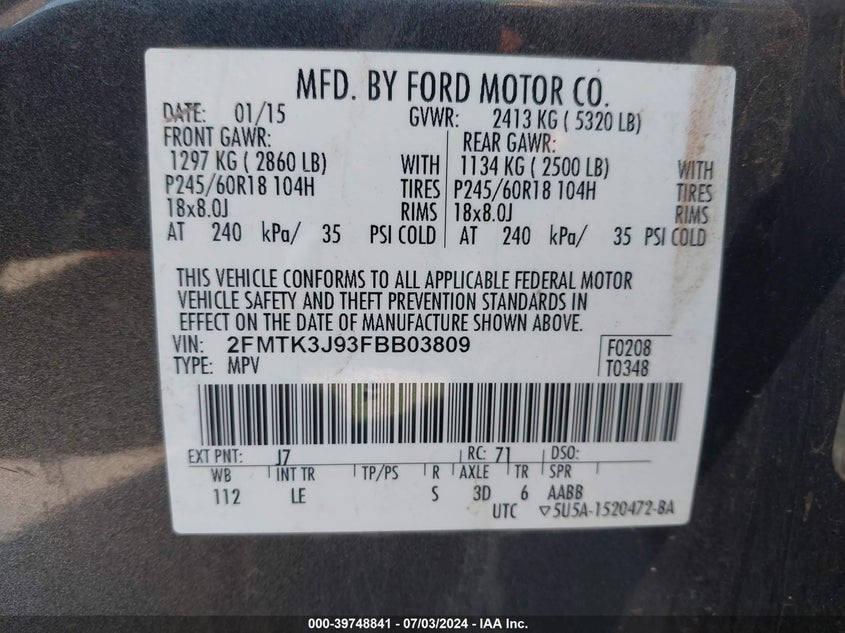 MFD. BY FORD MOTOR CO.
DATE: 01/15 GVWR: 2413 KG ( 5320 LB)
FRONT GAWR: REAR GAWR:
1297 KG ( 2860 LB) WITH 1134 KG ( 2500 LB) WITH
P245/60R18 104H TIRES P245/60R18 104H TIRES
18x8.0J RIMS 18x8.0J RIMS
AT 240 kPa/ 35 PSI COLD AT 240 kPa/ 35 PSI COLD
THIS VEHICLE CONFORMS TO ALL APPLICABLE FEDERAL MOTOR
VEHICLE SAFETY AND THEFT PREVENTION STANDARDS IN
EFFECT ON THE DATE OF MANUFACTURE SHOWN ABOVE.
VIN: 2FMTK3J93FBB03809 F0208
TYPE: MPV T0348
EXT PNT: J7 RC: 71 DSO:
WB INT TR TP/PS R AXLE TR SPR
112 LE S 3D 6 AABB
UTC ▽5U5A-1520472-BA
000-39748841 / 07/03/2024 - IAA Inc.